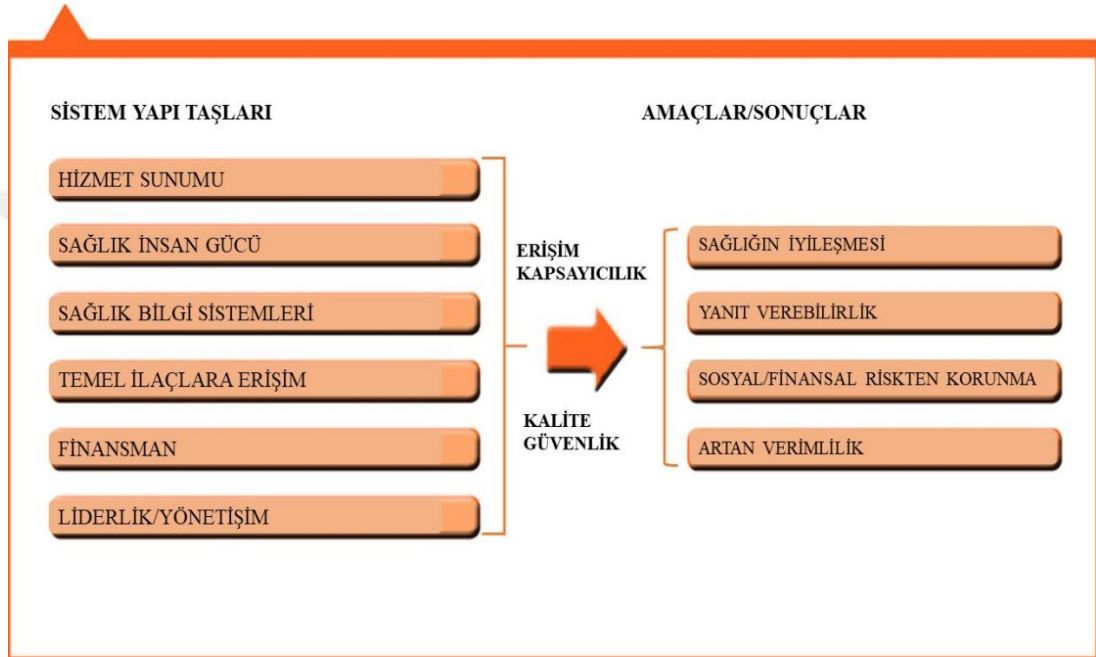 SİSTEM YAPI TAŞLARI
HİZMET SUNUMU
SAĞLIK İNSAN GÜCÜ
SAĞLIK BİLGİ SİSTEMLERİ
TEMEL İLAÇLARA ERİŞİM
FİNANSMAN
LİDERLİK/YÖNETİŞİM
ERİŞİM
KAPSAYICILIK
KALİTE
GÜVENLİK
AMAÇLAR/SONUÇLAR
SAĞLIĞIN İYİLEŞMESİ
YANIT VEREBİLİRLİK
SOSYAL/FİNANSAL RİSKTEN KORUNMA
ARTAN VERİMLİLİK